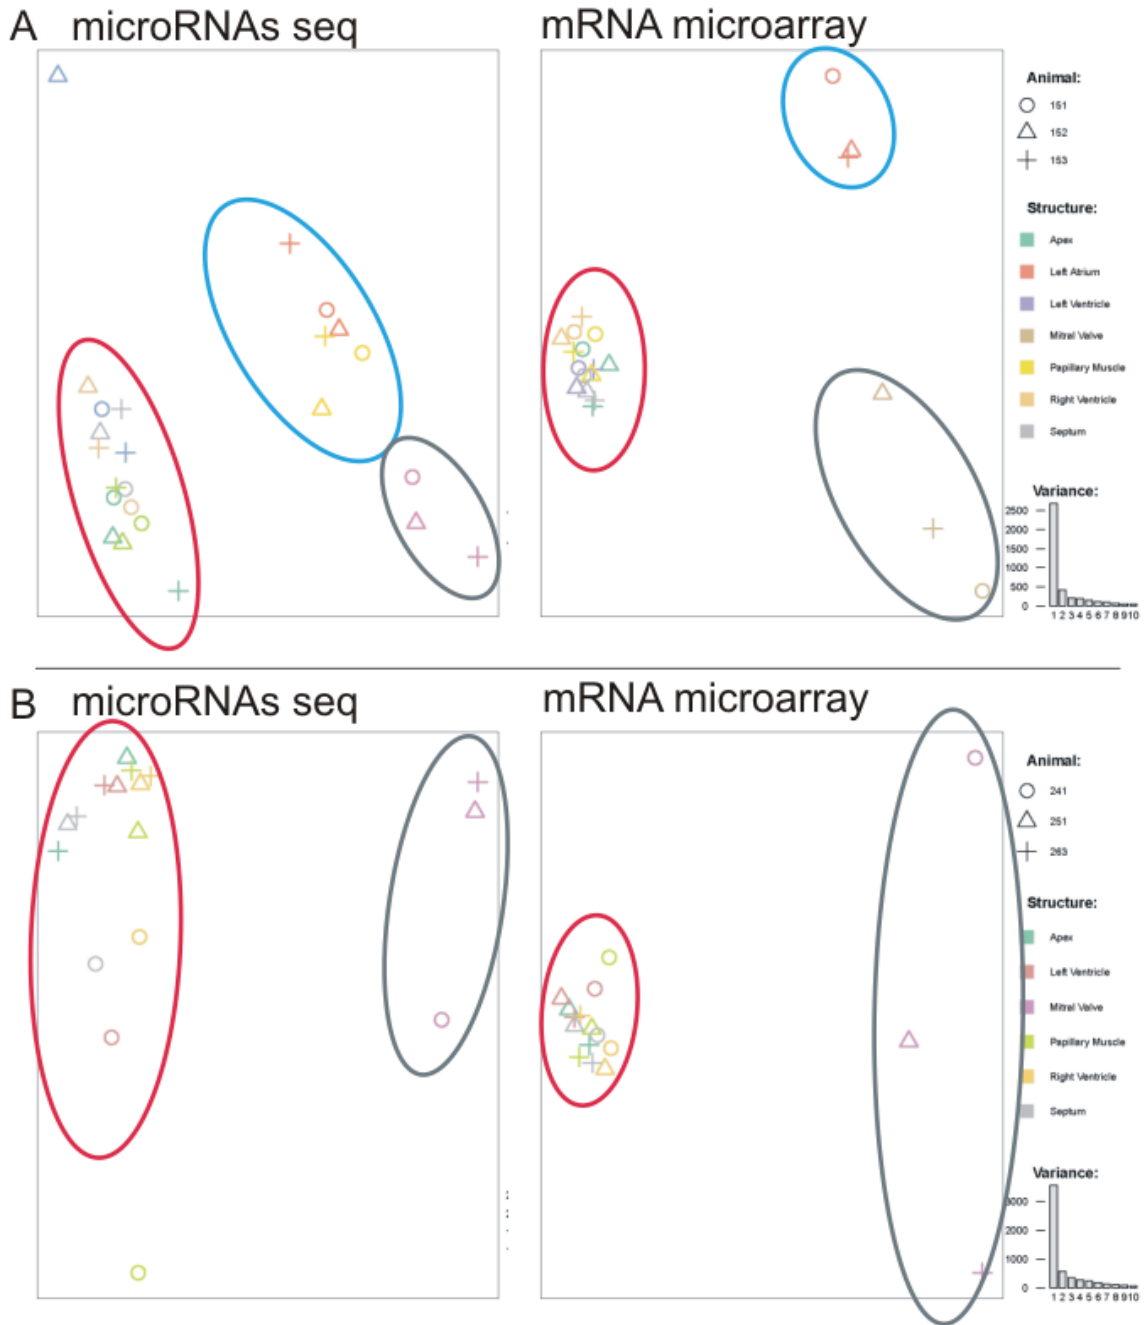 A microRNAs seq
mRNA microarray
Animal:
151
152
153
Structure:
Apex
Left Atrium
Left Ventricle
Mitral Valve
Papillary Muscle
Right Ventricle
Septum
Variance:
2500
2000
1500
1000
500
0
1 2 3 4 5 6 7 8 9 10
B microRNAs seq
mRNA microarray
Animal:
241
251
263
Structure:
Apex
Left Ventricle
Mitral Valve
Papillary Muscle
Right Ventricle
Septum
Variance:
3000
2000
1000
0
1 2 3 4 5 6 7 8 9 10